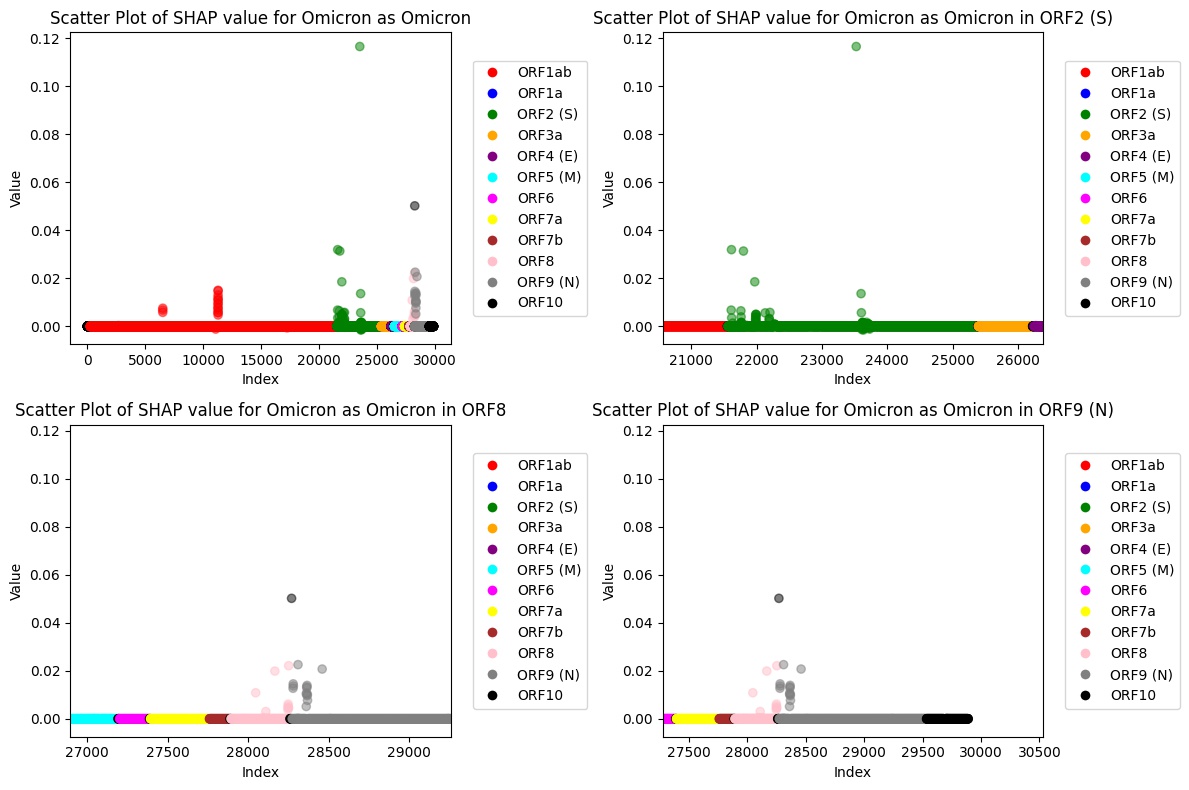 Scatter Plot of SHAP value for Omicron as Omicron
Value
0.12
0.10
0.08
0.06
0.04
0.02
0.00
0
5000
10000
15000
20000
25000
30000
Index
ORF1ab
ORF1a
ORF2 (S)
ORF3a
ORF4 (E)
ORF5 (M)
ORF6
ORF7a
ORF7b
ORF8
ORF9 (N)
ORF10
Scatter Plot of SHAP value for Omicron as Omicron in ORF2 (S)
Value
0.12
0.10
0.08
0.06
0.04
0.02
0.00
21000
22000
23000
24000
25000
26000
Index
ORF1ab
ORF1a
ORF2 (S)
ORF3a
ORF4 (E)
ORF5 (M)
ORF6
ORF7a
ORF7b
ORF8
ORF9 (N)
ORF10
Scatter Plot of SHAP value for Omicron as Omicron in ORF8
Value
0.12
0.10
0.08
0.06
0.04
0.02
0.00
27000
27500
28000
28500
29000
Index
ORF1ab
ORF1a
ORF2 (S)
ORF3a
ORF4 (E)
ORF5 (M)
ORF6
ORF7a
ORF7b
ORF8
ORF9 (N)
ORF10
Scatter Plot of SHAP value for Omicron as Omicron in ORF9 (N)
Value
0.12
0.10
0.08
0.06
0.04
0.02
0.00
27500
28000
28500
29000
29500
30000
30500
Index
ORF1ab
ORF1a
ORF2 (S)
ORF3a
ORF4 (E)
ORF5 (M)
ORF6
ORF7a
ORF7b
ORF8
ORF9 (N)
ORF10